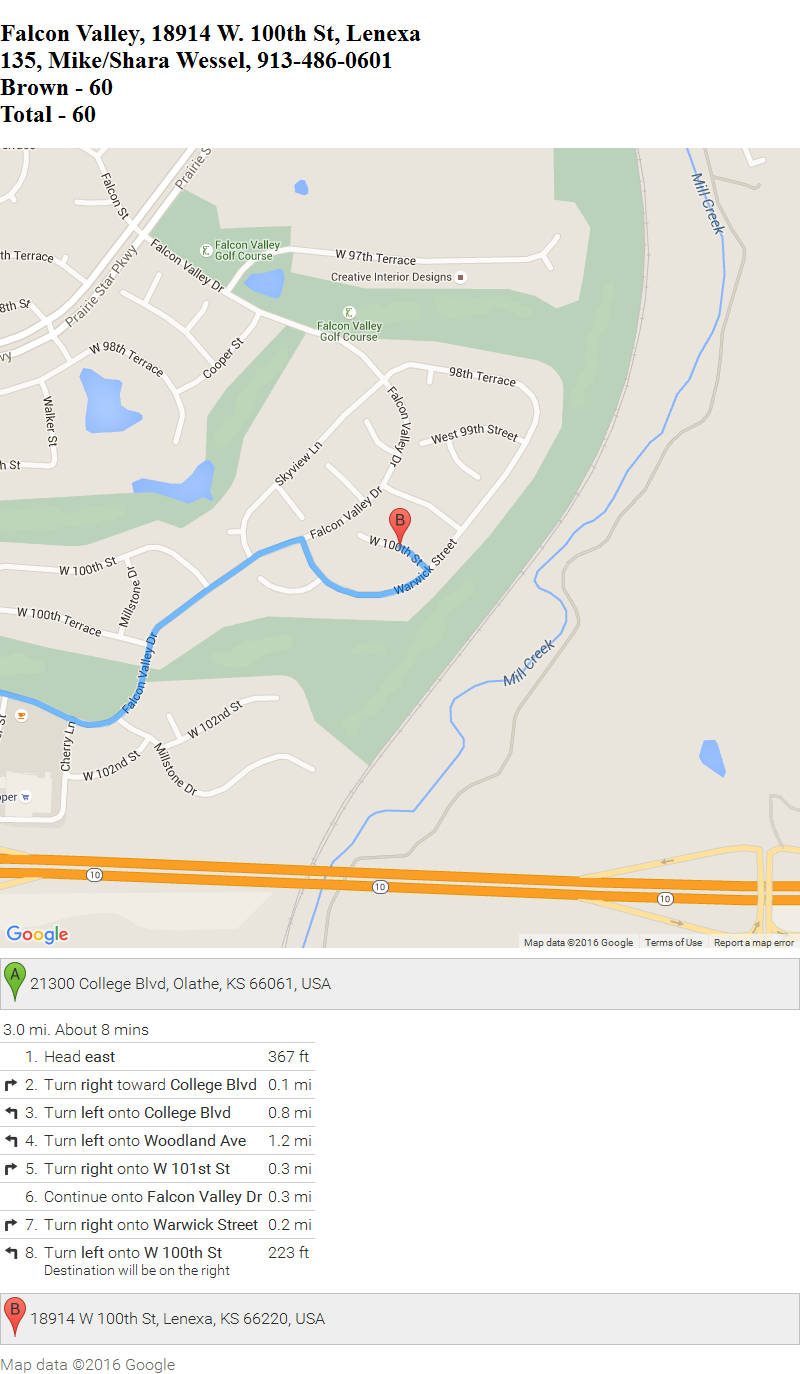 Falcon Valley, 18914 W. 100th St, Lenexa
135, Mike/Shara Wessel, 913-486-0601
Brown - 60
Total - 60
Falcon St
Prairie S
Mill Creek
Falcon Valley
Golf Course
W 97th Terrace
th Terrace
Falcon Valley Dr
Prairie Star Pkwy
Creative Interior Designs
8th St
Falcon Valley
Golf Course
W 98th Terrace
Cooper St
98th Terrace
Walker St
Falcon Valley Dr
West 99th Street
h St
Skyview Ln
Falcon Valley Dr
B
W 100th St
Warwick Street
W 100th St
Millstone Dr
W 100th Terrace
Falcon Valley Dr
Mill Creek
W 102nd St
Cherry Ln
W 102nd St
Millstone Dr
oper
10
10
10
Google
Map data ©2016 Google Terms of Use Report a map error
A 21300 College Blvd, Olathe, KS 66061, USA
3.0 mi. About 8 mins
1. Head east 367 ft
2. Turn right toward College Blvd 0.1 mi
3. Turn left onto College Blvd 0.8 mi
4. Turn left onto Woodland Ave 1.2 mi
5. Turn right onto W 101st St 0.3 mi
6. Continue onto Falcon Valley Dr 0.3 mi
7. Turn right onto Warwick Street 0.2 mi
8. Turn left onto W 100th St 223 ft
Destination will be on the right
B 18914 W 100th St, Lenexa, KS 66220, USA
Map data ©2016 Google